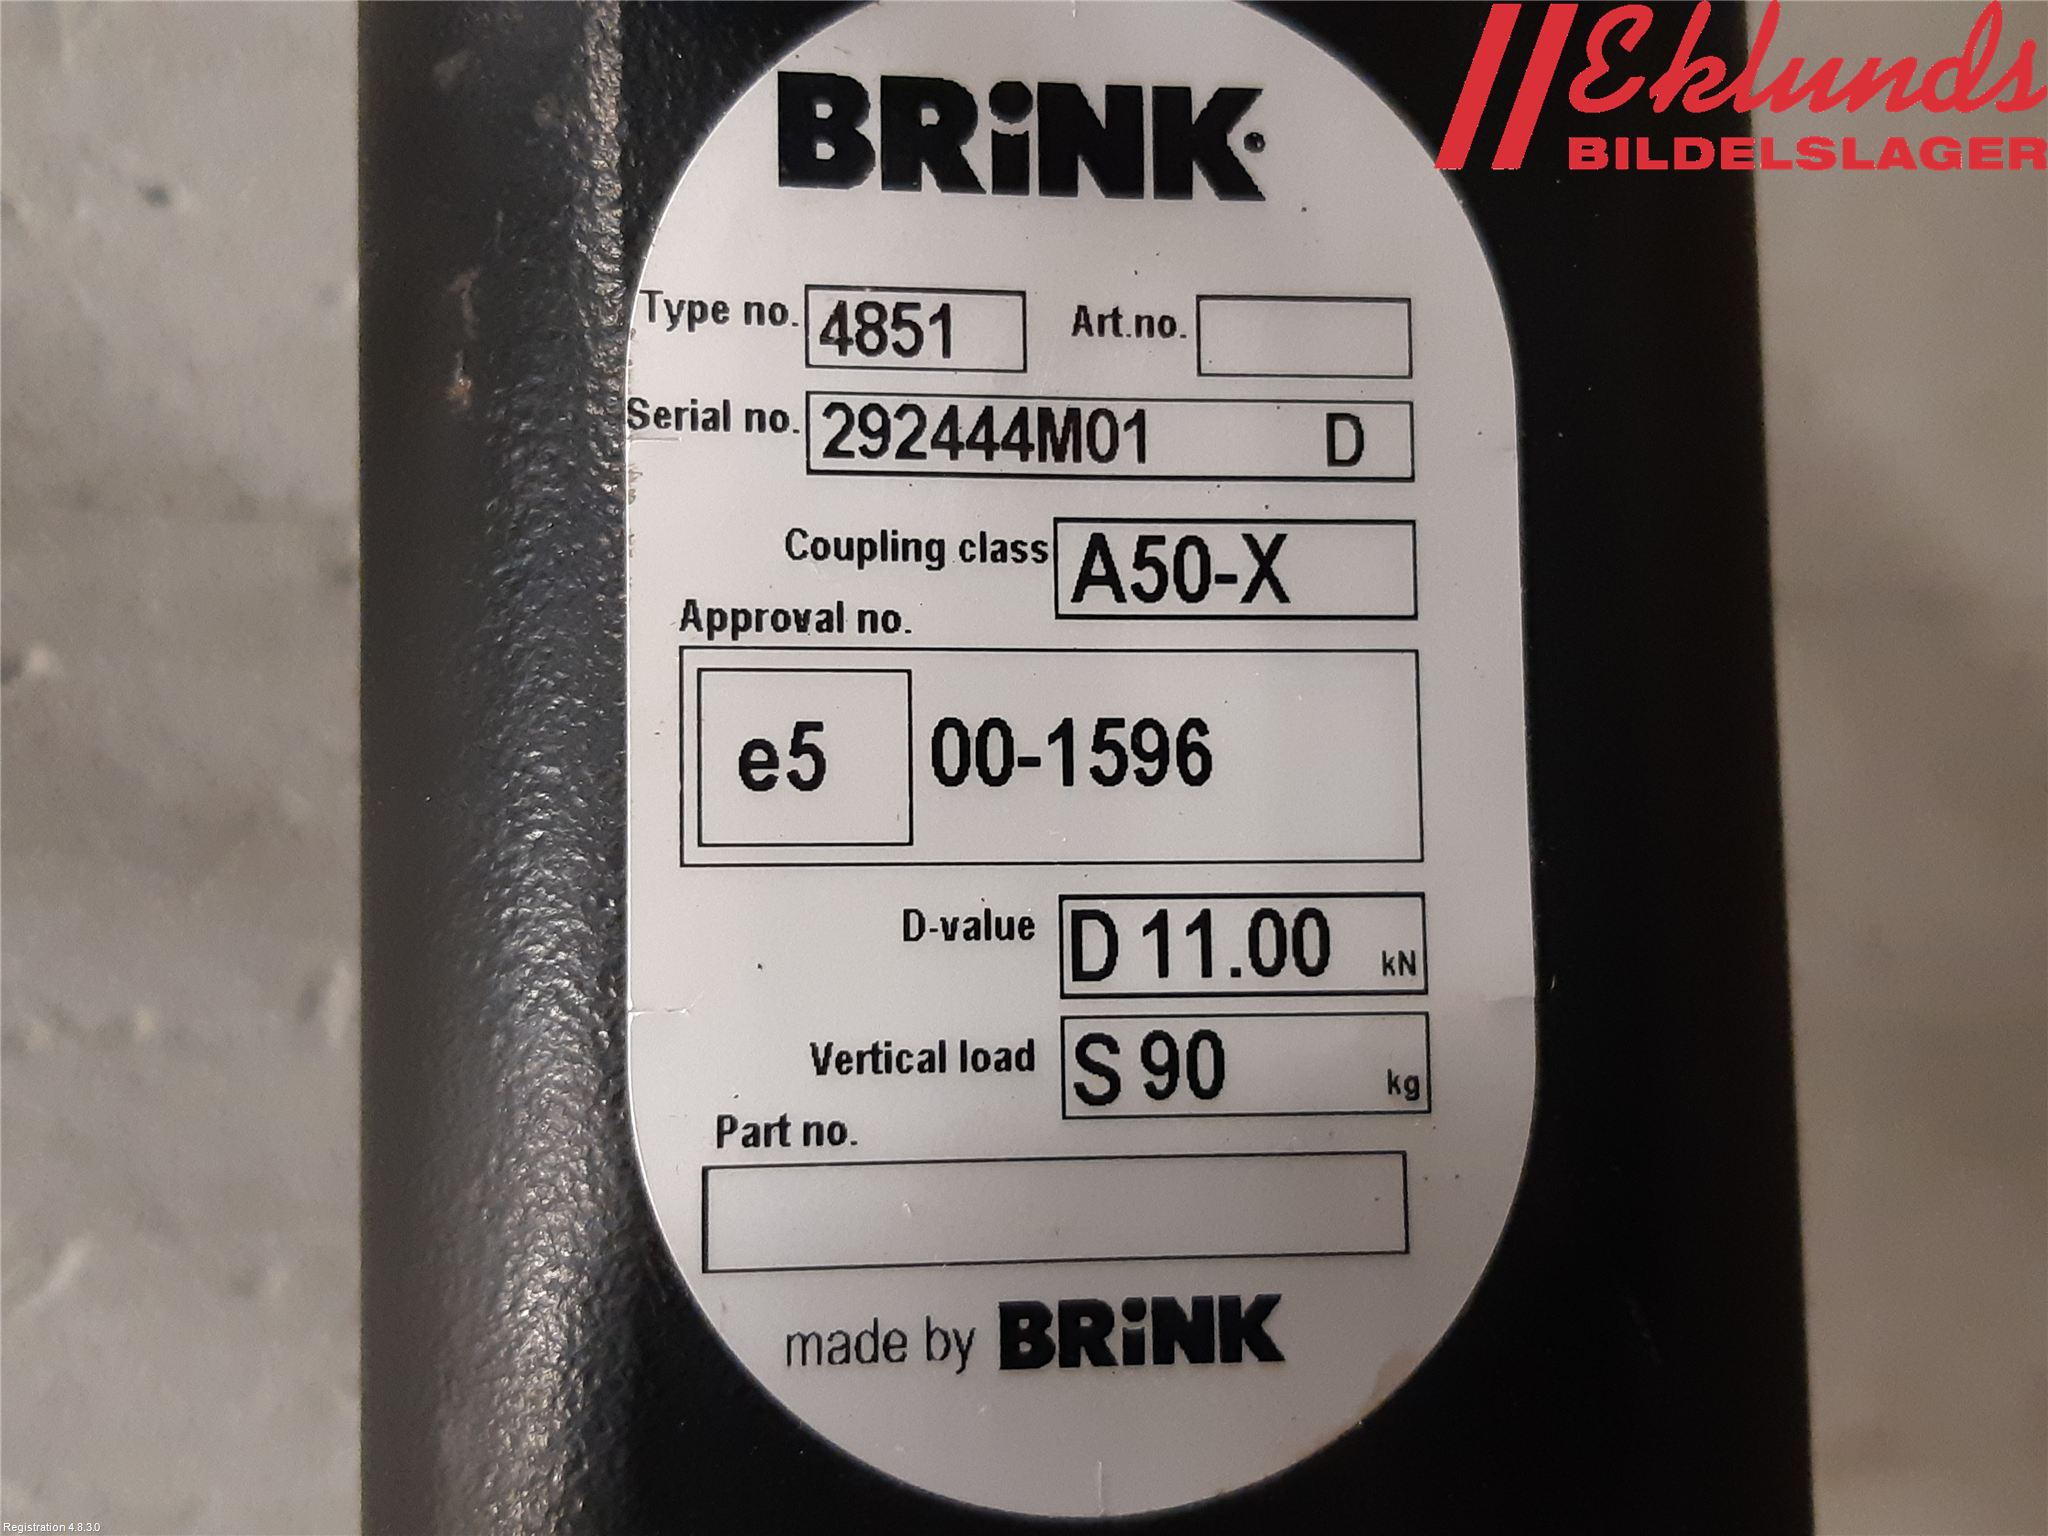 Eklunds
BILDELSLAGER
BRiNK
Type no. 4851 Art.no.
Serial no. 292444M01 D
Coupling class A50-X
Approval no.
e5 00-1596
D-value D 11.00 kN
Vertical load S 90 kg
Part no.
made by BRiNK
Registration 4.8.3.0